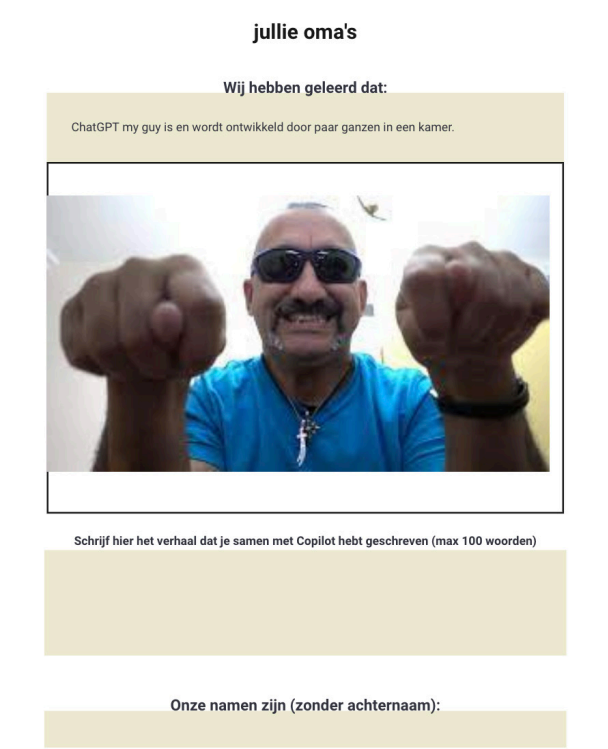 jullie oma's
Wij hebben geleerd dat:
ChatGPT my guy is en wordt ontwikkeld door paar ganzen in een kamer.
Schrijf hier het verhaal dat je samen met Copilot hebt geschreven (max 100 woorden)
Onze namen zijn (zonder achternaam):